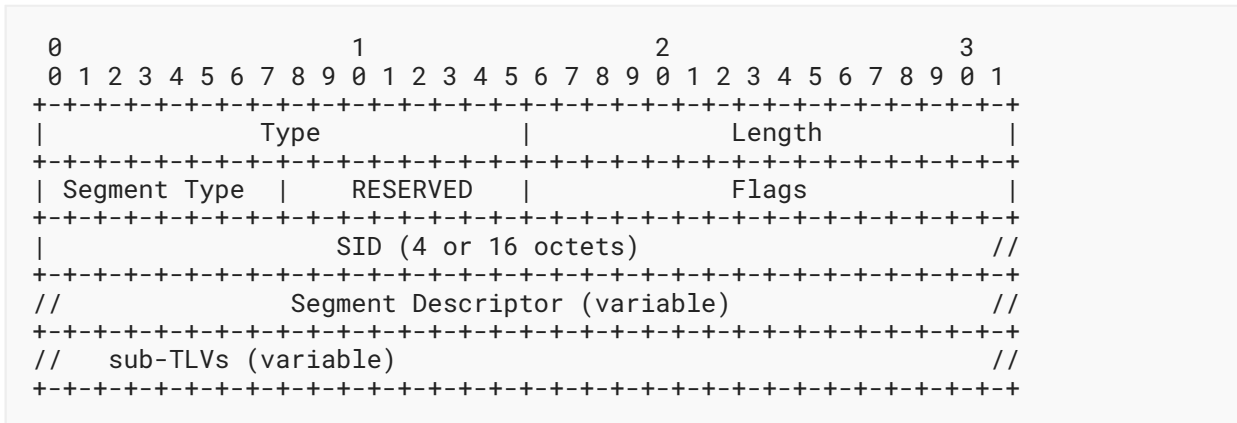 0                   1                   2                   3
 0 1 2 3 4 5 6 7 8 9 0 1 2 3 4 5 6 7 8 9 0 1 2 3 4 5 6 7 8 9 0 1
+-+-+-+-+-+-+-+-+-+-+-+-+-+-+-+-+-+-+-+-+-+-+-+-+-+-+-+-+-+-+-+-+
|              Type             |             Length            |
+-+-+-+-+-+-+-+-+-+-+-+-+-+-+-+-+-+-+-+-+-+-+-+-+-+-+-+-+-+-+-+-+
| Segment Type  |    RESERVED   |             Flags             |
+-+-+-+-+-+-+-+-+-+-+-+-+-+-+-+-+-+-+-+-+-+-+-+-+-+-+-+-+-+-+-+-+
|                   SID (4 or 16 octets)                       //
+-+-+-+-+-+-+-+-+-+-+-+-+-+-+-+-+-+-+-+-+-+-+-+-+-+-+-+-+-+-+-+-+
//               Segment Descriptor (variable)                 //
+-+-+-+-+-+-+-+-+-+-+-+-+-+-+-+-+-+-+-+-+-+-+-+-+-+-+-+-+-+-+-+-+
//   sub-TLVs (variable)                                       //
+-+-+-+-+-+-+-+-+-+-+-+-+-+-+-+-+-+-+-+-+-+-+-+-+-+-+-+-+-+-+-+-+